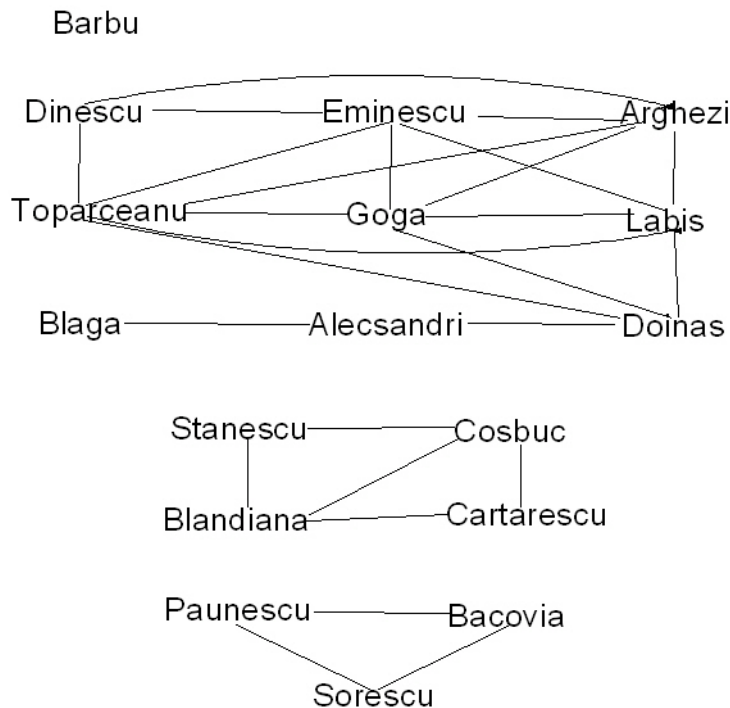 Barbu
Dinescu Eminescu Arghezi
Toparceanu Goga Labis
Blaga Alecsandri Doinas
Stanescu Cosbuc
Blandiana Cartarescu
Paunescu Bacovia
Sorescu